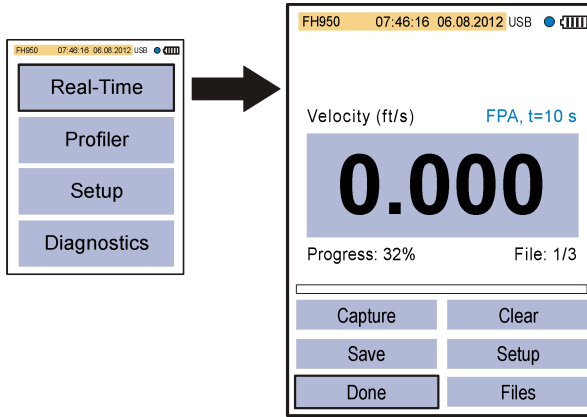 FH950 07:46:16 06.08.2012 USB
Real-Time
Profiler
Setup
Diagnostics
FH950 07:46:16 06.08.2012 USB
Velocity (ft/s) FPA, t=10 s
0.000
Progress: 32% File: 1/3
Capture Clear
Save Setup
Done Files